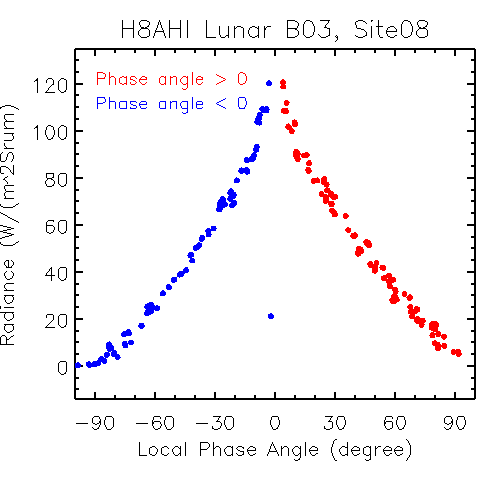 H8AHI Lunar B03, Site08
Phase angle > 0
Phase angle < 0
Radiance (W/(m^2Srum)
120
100
80
60
40
20
0
−90 −60 −30 0 30 60 90
Local Phase Angle (degree)